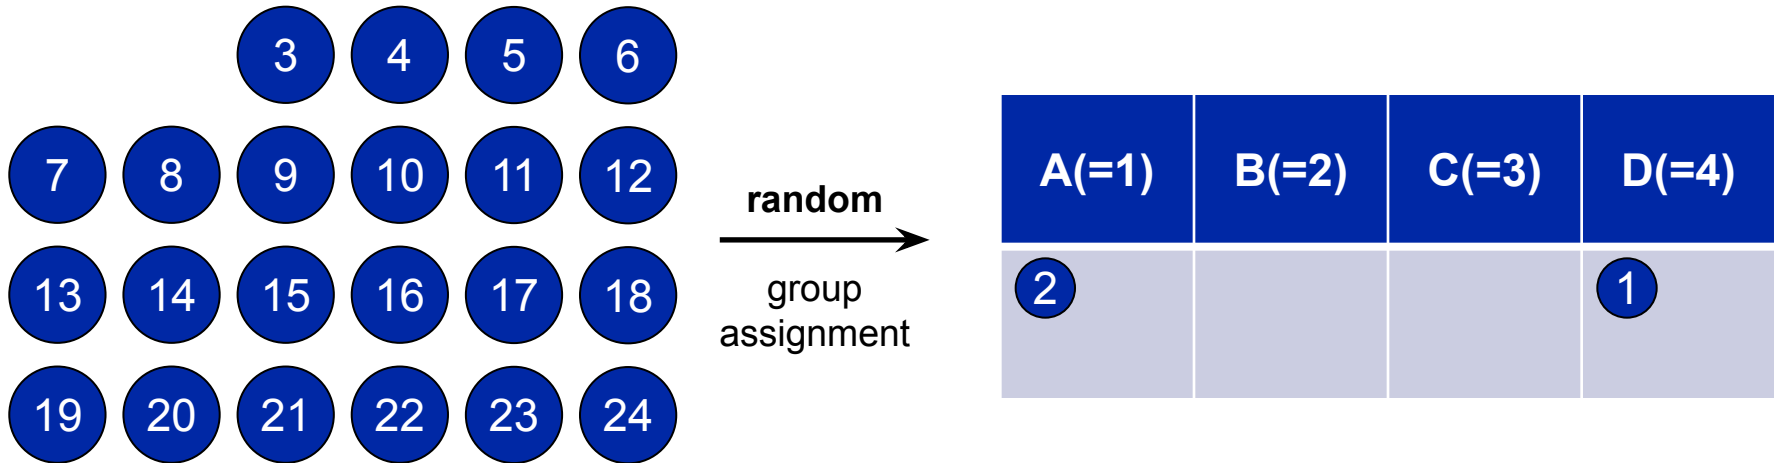 3 4 5 6
7 8 9 10 11 12
13 14 15 16 17 18
19 20 21 22 23 24
random
group
assignment
A(=1) B(=2) C(=3) D(=4)
2 1